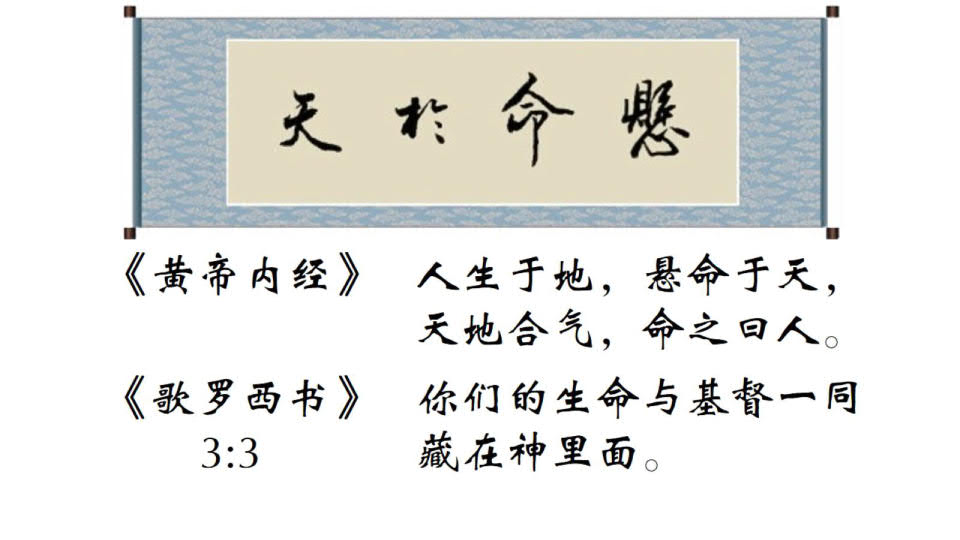 懸命於天
《黄帝内经》 人生于地，悬命于天，
天地合气，命之曰人。
《歌罗西书》 你们的生命与基督一同
3:3 藏在神里面。